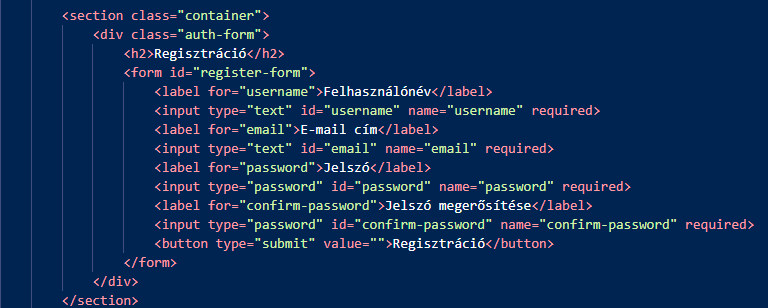 <section class="container">
<div class="auth-form">
<h2>Regisztráció</h2>
<form id="register-form">
<label for="username">Felhasználónév</label>
<input type="text" id="username" name="username" required>
<label for="email">E-mail cím</label>
<input type="text" id="email" name="email" required>
<label for="password">Jelszó</label>
<input type="password" id="password" name="password" required>
<label for="confirm-password">Jelszó megerősítése</label>
<input type="password" id="confirm-password" name="confirm-password" required>
<button type="submit" value="">Regisztráció</button>
</form>
</div>
</section>